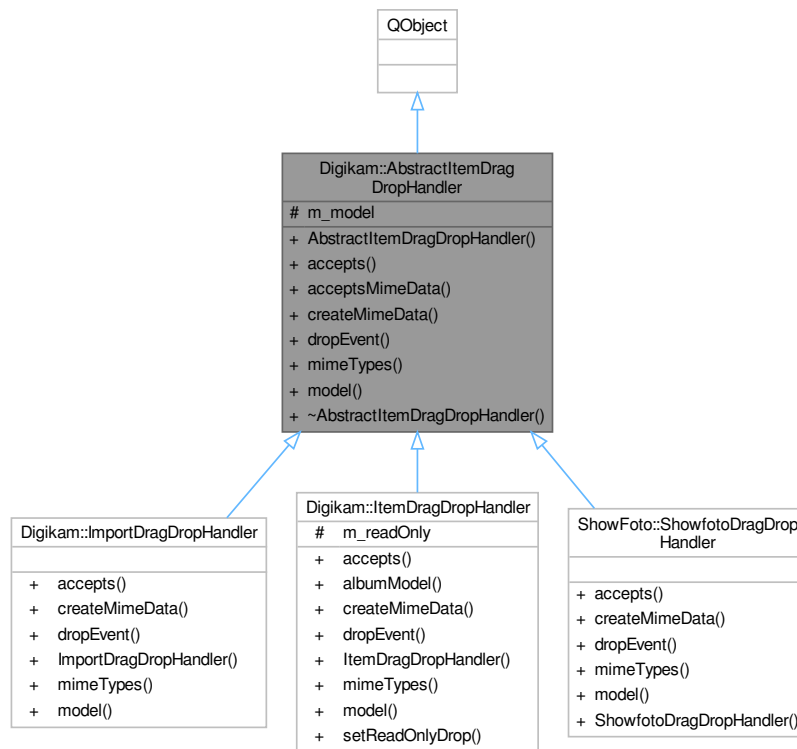 QObject
Digikam::AbstractItemDrag
DropHandler
# m_model
+ AbstractItemDragDropHandler()
+ accepts()
+ acceptsMimeData()
+ createMimeData()
+ dropEvent()
+ mimeTypes()
+ model()
+ ~AbstractItemDragDropHandler()
Digikam::ImportDragDropHandler
+ accepts()
+ createMimeData()
+ dropEvent()
+ ImportDragDropHandler()
+ mimeTypes()
+ model()
Digikam::ItemDragDropHandler
# m_readOnly
+ accepts()
+ albumModel()
+ createMimeData()
+ dropEvent()
+ ItemDragDropHandler()
+ mimeTypes()
+ model()
+ setReadOnlyDrop()
ShowFoto::ShowfotoDragDrop
Handler
+ accepts()
+ createMimeData()
+ dropEvent()
+ mimeTypes()
+ model()
+ ShowfotoDragDropHandler()